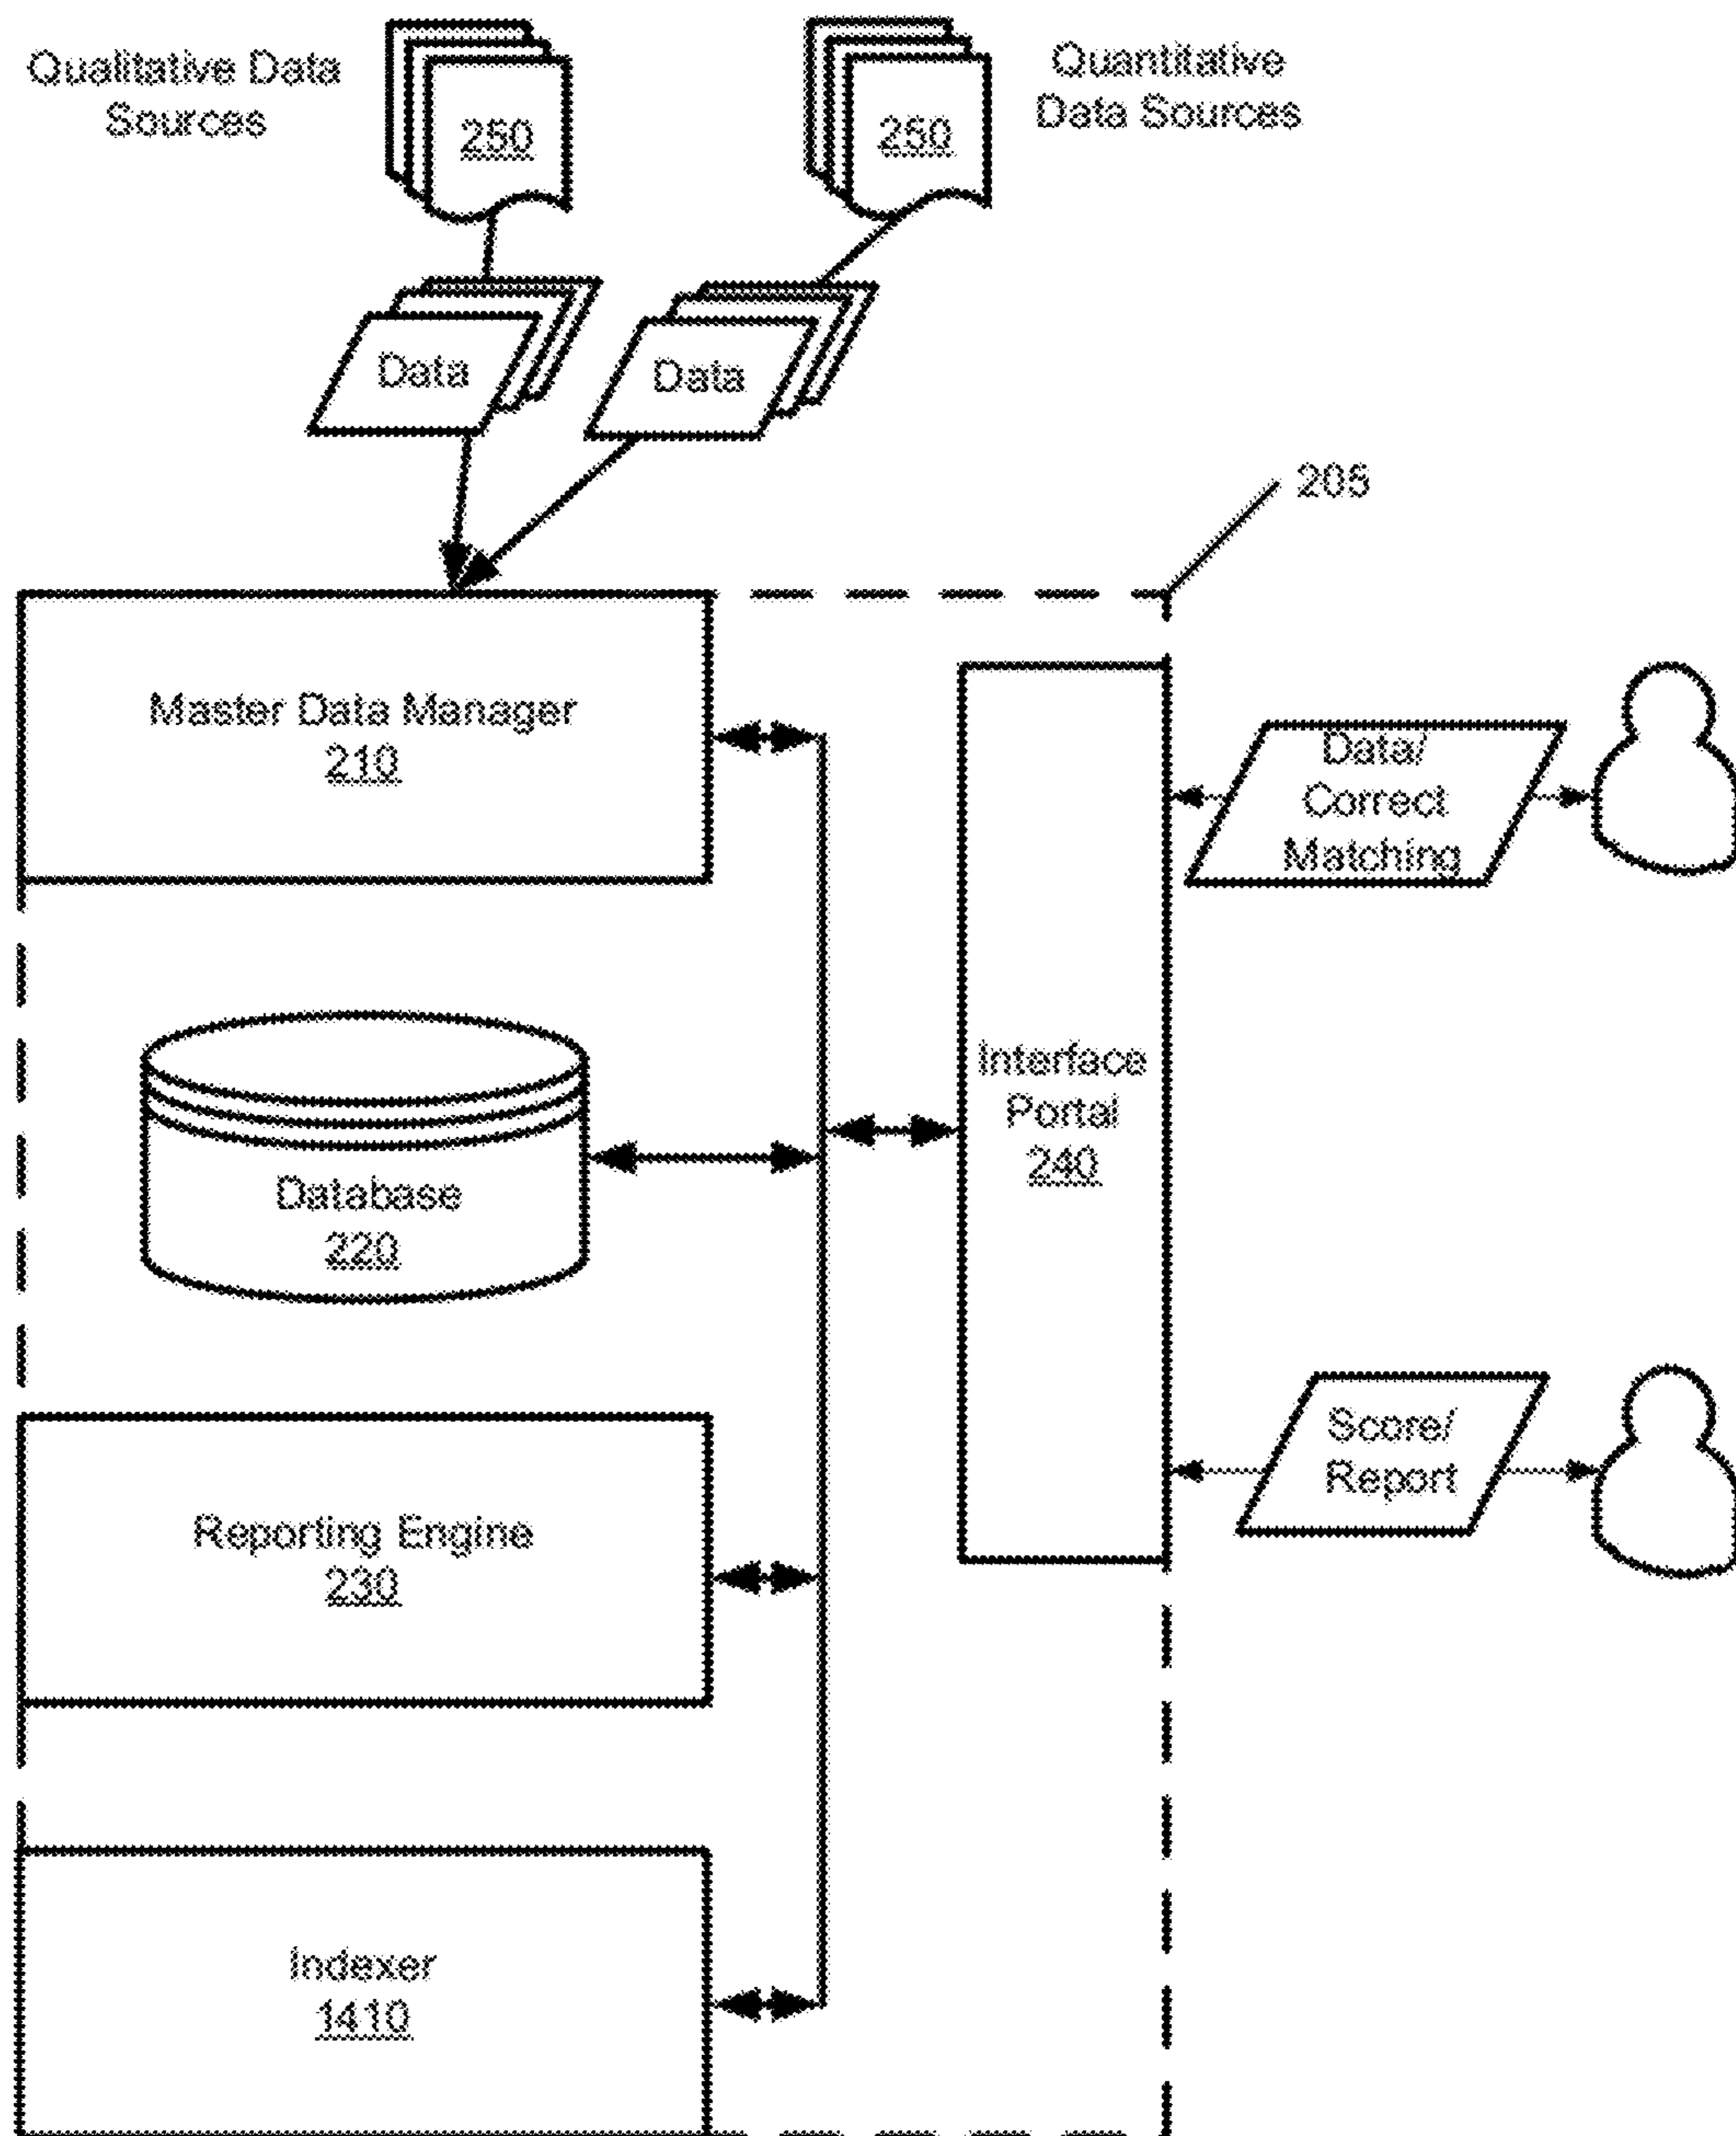 Qualitative Data
Sources
250
250
Quantitative
Data Sources
Data
Data
205
Master Data Manager
210
Data/
Correct
Matching
Interface
Portal
240
Database
220
Score/
Report
Reporting Engine
230
Indexer
1410